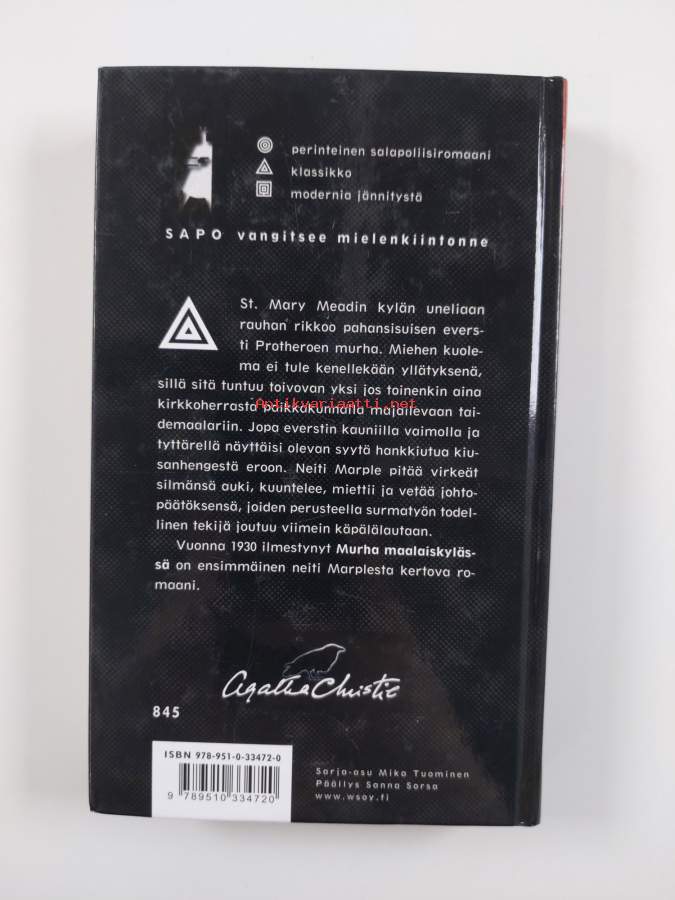 perinteinen salapoliisiromaani
klassikko
modernia jännitystä
SAPO vangitsee mielenkiintonne
St. Mary Meadin kylän uneliaan
rauhan rikkoo pahansisuisen evers-
ti Protheroen murha. Miehen kuole-
ma ei tule kenellekään yllätyksenä,
sillä sitä tuntuu toivovan yksi jos toinenkin aina
kirkkoherrasta paikkakunnalla majailevaan tai-
Antikvariaatti.net
demaalariin. Jopa everstin kauniilla vaimolla ja
tyttärellä näyttäisi olevan syytä hankkiutua kiu-
sanhengestä eroon. Neiti Marple pitää virkeät
silmänsä auki, kuuntelee, miettii ja vetää johto-
päätöksensä, joiden perusteella surmatyön todel-
linen tekijä joutuu viimein käpälälautaan.
Vuonna 1930 ilmestynyt Murha maalaiskyläs-
sä on ensimmäinen neiti Marplesta kertova ro-
maani.
Agatha Christie
845
ISBN 978-951-0-33472-0
9 789510 334720
Sarja-asu Mika Tuominen
Päällys Sanna Sorsa
www.wsoy.fi